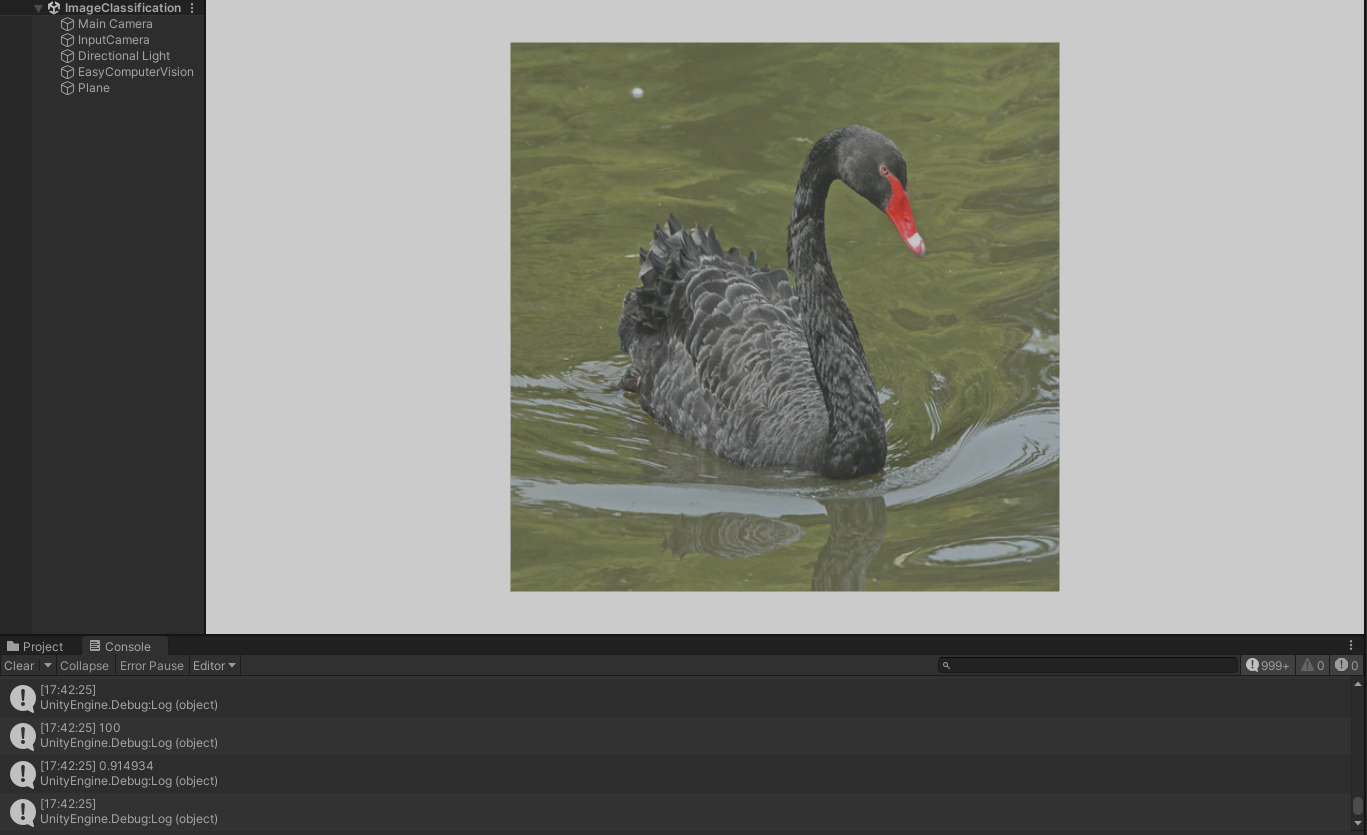 ImageClassification
Main Camera
InputCamera
Directional Light
EasyComputerVision
Plane
Project
Console
Clear
Collapse
Error Pause
Editor
999+
0
0
[17:42:25]
UnityEngine.Debug:Log (object)
[17:42:25] 100
UnityEngine.Debug:Log (object)
[17:42:25] 0.914934
UnityEngine.Debug:Log (object)
[17:42:25]
UnityEngine.Debug:Log (object)